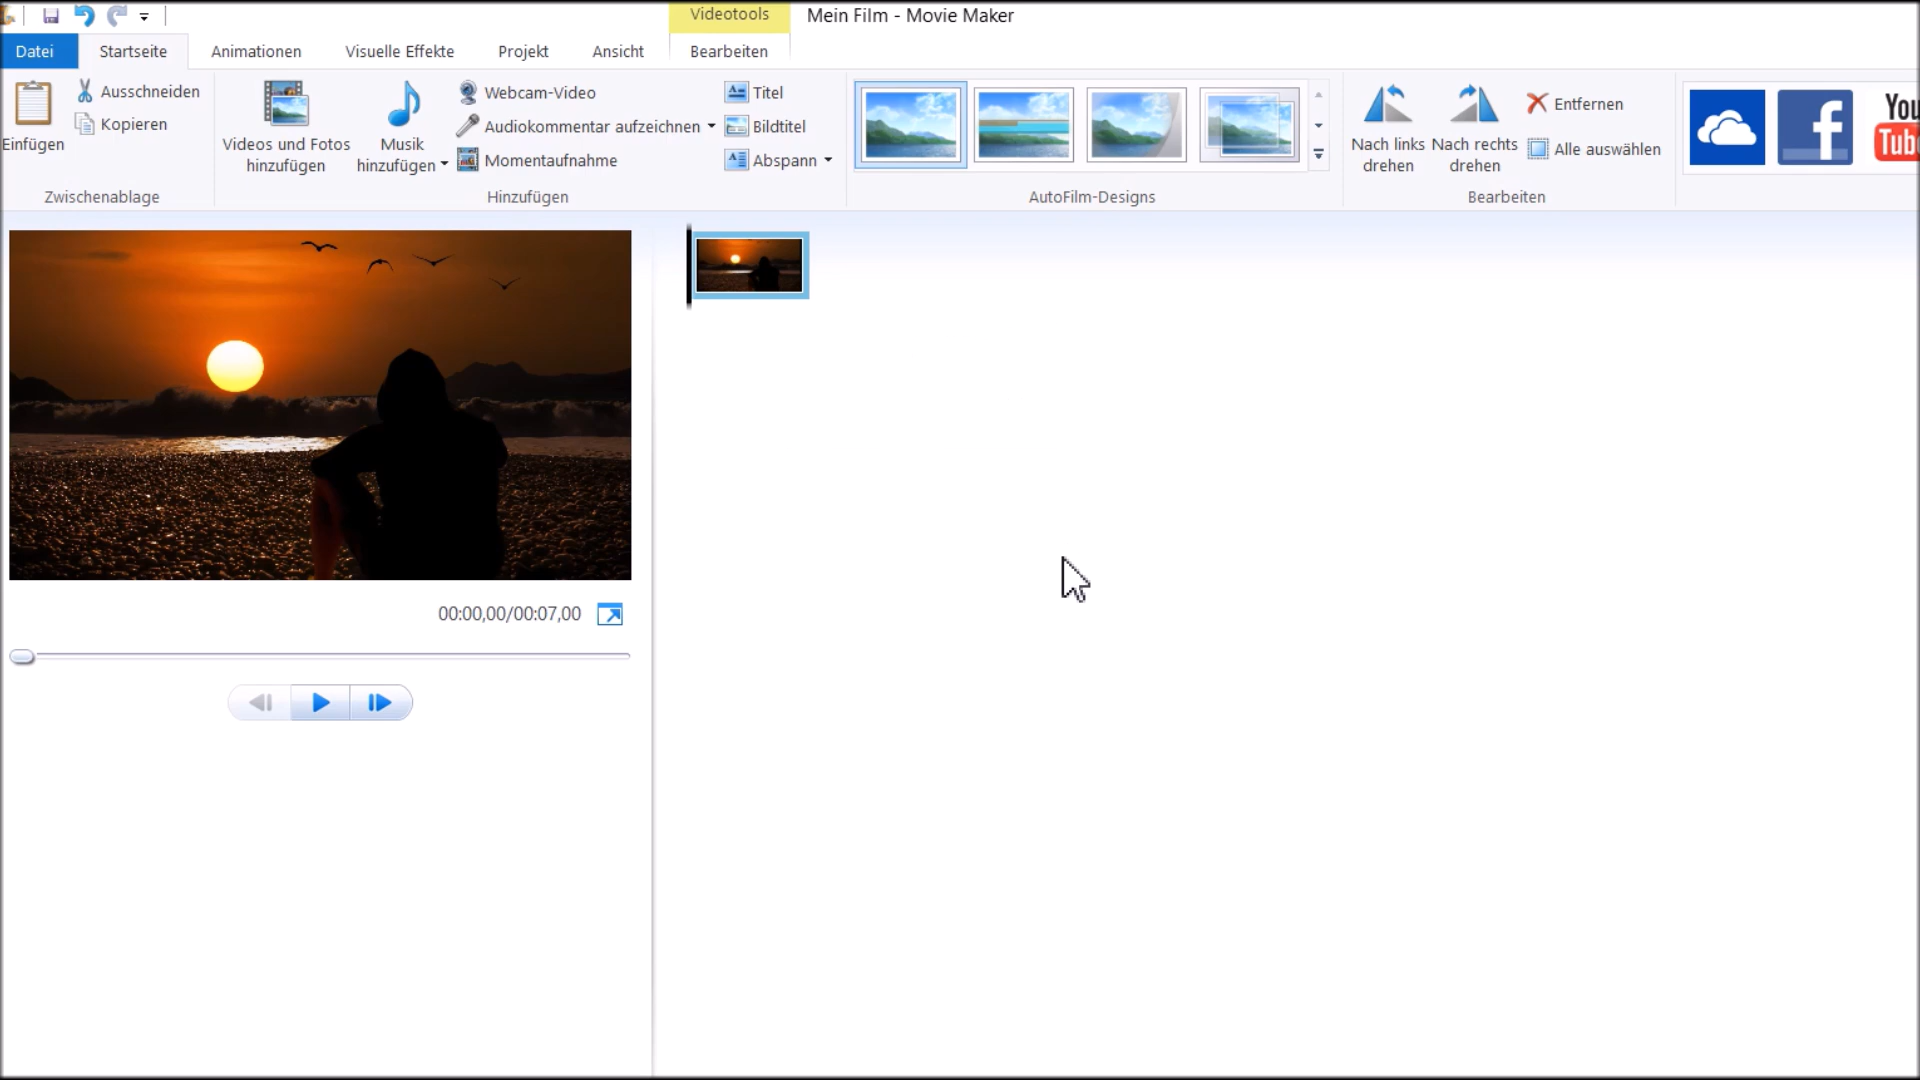 Videotools
Mein Film - Movie Maker
Datei
Startseite
Animationen
Visuelle Effekte
Projekt
Ansicht
Bearbeiten
Einfügen
Ausschneiden
Kopieren
Zwischenablage
Videos und Fotos
hinzufügen
Musik
hinzufügen
Webcam-Video
Audiokommentar aufzeichnen
Momentaufnahme
Titel
Bildtitel
Abspann
Hinzufügen
AutoFilm-Designs
Nach links
drehen
Nach rechts
drehen
Entfernen
Alle auswählen
Bearbeiten
f
You
Tub
00:00,00/00:07,00